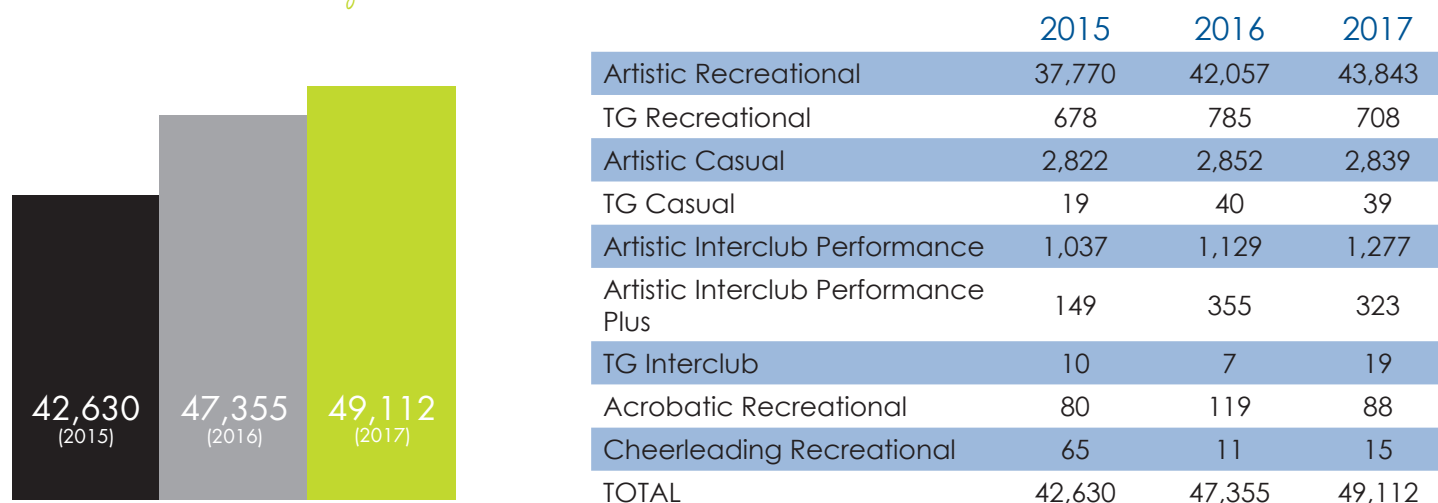 42,630
(2015)
47,355
(2016)
49,112
(2017)
2015 2016 2017
Artistic Recreational 37,770 42,057 43,843
TG Recreational 678 785 708
Artistic Casual 2,822 2,852 2,839
TG Casual 19 40 39
Artistic Interclub Performance 1,037 1,129 1,277
Artistic Interclub Performance
Plus 149 355 323
TG Interclub 10 7 19
Acrobatic Recreational 80 119 88
Cheerleading Recreational 65 11 15
TOTAL 42,630 47,355 49,112